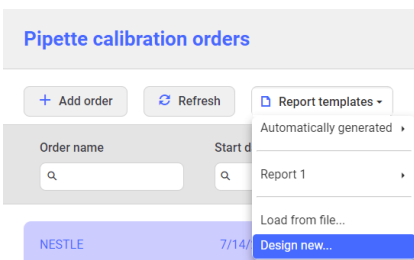 Pipette calibration orders
+ Add order Refresh Report templates
Automatically generated
Order name Start d
Report 1
Load from file...
NESTLE 7/14/
Design new...